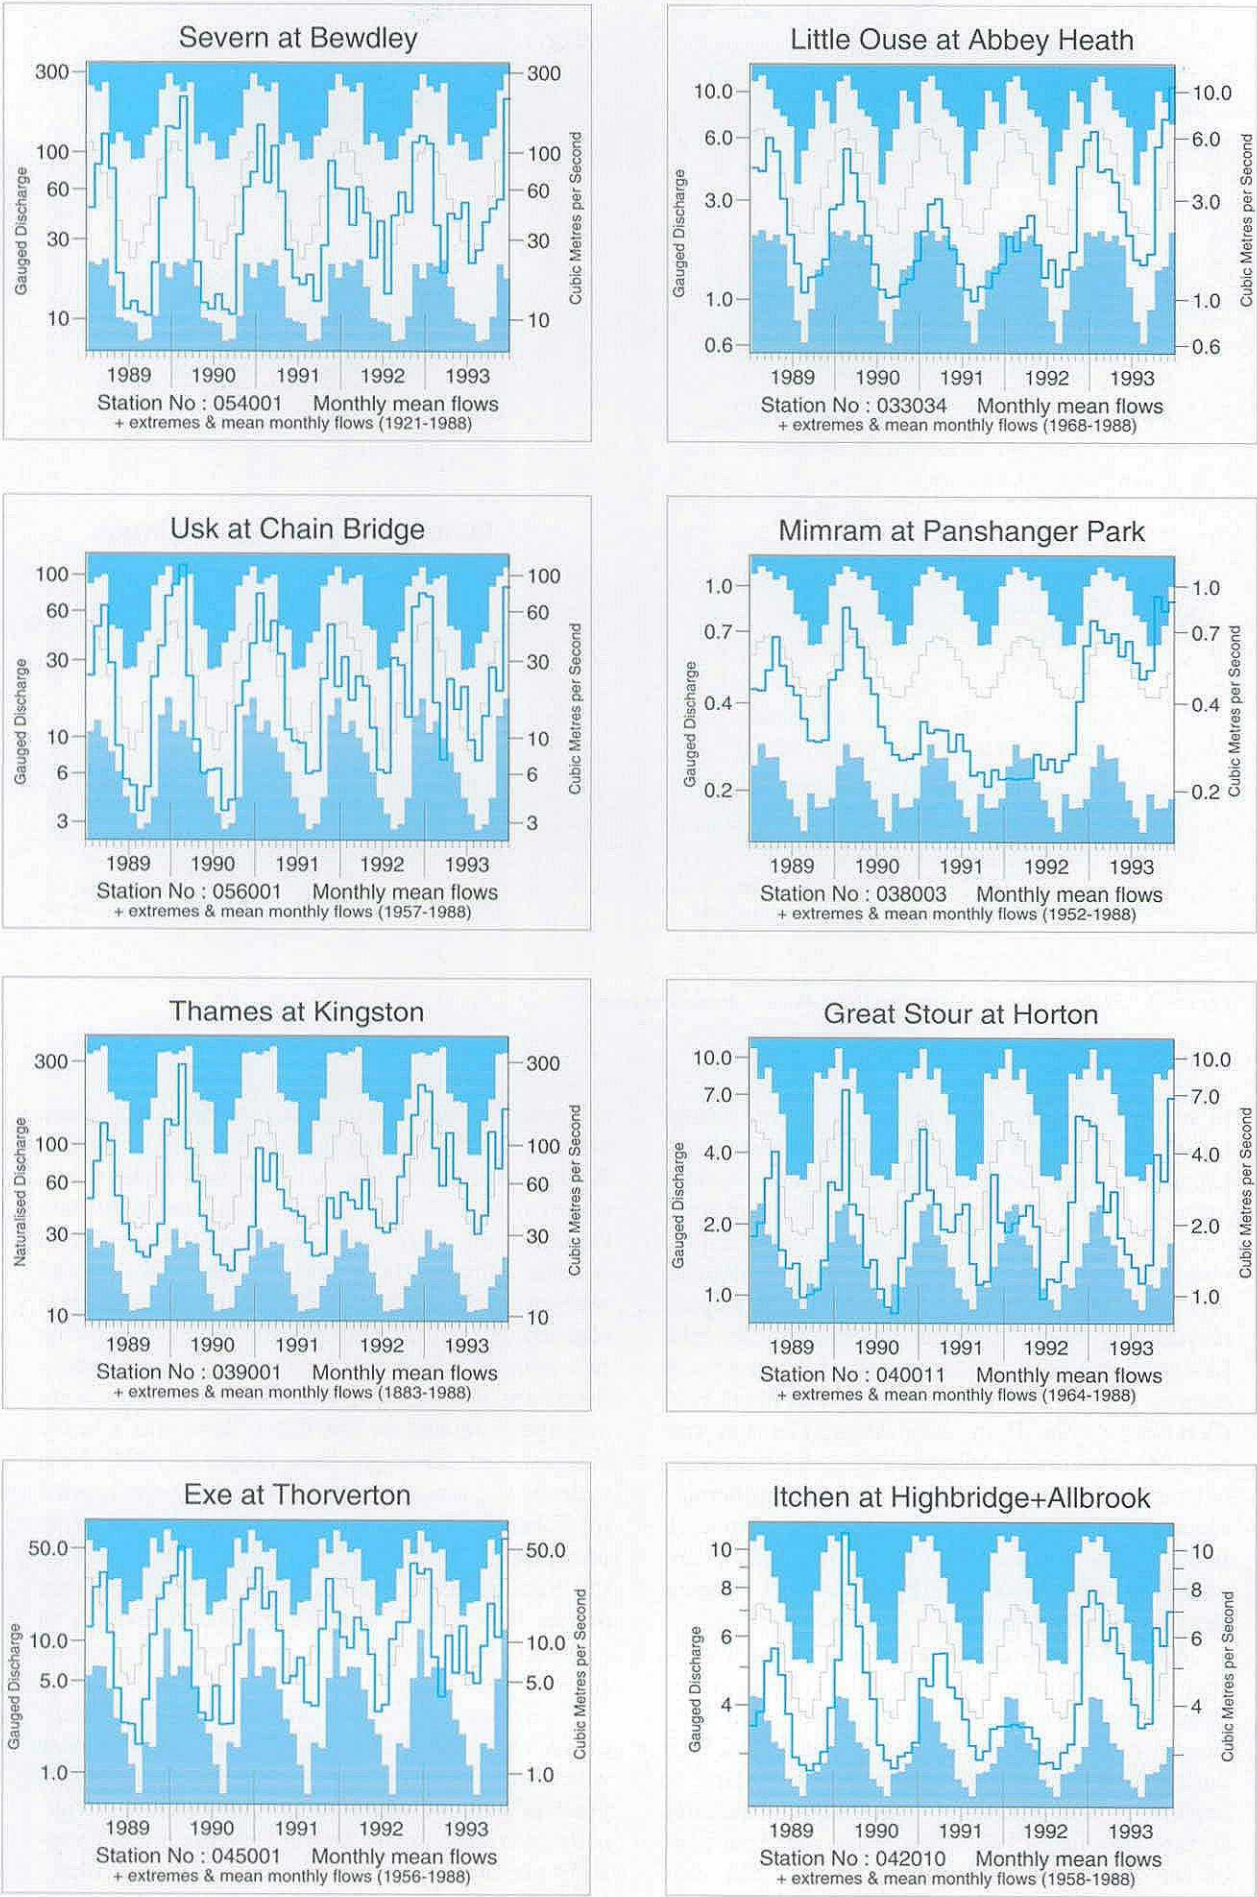 Severn at Bewdley
300
100
60
30
10
300
100
60
30
10
Gauged Discharge
Cubic Metres per Second
1989 1990 1991 1992 1993
Station No : 054001 Monthly mean flows
+ extremes & mean monthly flows (1921-1988)
Little Ouse at Abbey Heath
10.0
6.0
3.0
1.0
0.6
10.0
6.0
3.0
1.0
0.6
Gauged Discharge
Cubic Metres per Second
1989 1990 1991 1992 1993
Station No : 033034 Monthly mean flows
+ extremes & mean monthly flows (1968-1988)
Usk at Chain Bridge
100
60
30
10
6
3
100
60
30
10
6
3
Gauged Discharge
Cubic Metres per Second
1989 1990 1991 1992 1993
Station No : 056001 Monthly mean flows
+ extremes & mean monthly flows (1957-1988)
Mimram at Panshanger Park
1.0
0.7
0.4
0.2
1.0
0.7
0.4
0.2
Gauged Discharge
Cubic Metres per Second
1989 1990 1991 1992 1993
Station No : 038003 Monthly mean flows
+ extremes & mean monthly flows (1952-1988)
Thames at Kingston
300
100
60
30
10
300
100
60
30
10
Naturalised Discharge
Cubic Metres per Second
1989 1990 1991 1992 1993
Station No : 039001 Monthly mean flows
+ extremes & mean monthly flows (1883-1988)
Great Stour at Horton
10.0
7.0
4.0
2.0
1.0
10.0
7.0
4.0
2.0
1.0
Gauged Discharge
Cubic Metres per Second
1989 1990 1991 1992 1993
Station No : 040011 Monthly mean flows
+ extremes & mean monthly flows (1964-1988)
Exe at Thorverton
50.0
10.0
5.0
1.0
50.0
10.0
5.0
1.0
Gauged Discharge
Cubic Metres per Second
1989 1990 1991 1992 1993
Station No : 045001 Monthly mean flows
+ extremes & mean monthly flows (1956-1988)
Itchen at Highbridge+Allbrook
10
8
6
4
10
8
6
4
Gauged Discharge
Cubic Metres per Second
1989 1990 1991 1992 1993
Station No : 042010 Monthly mean flows
+ extremes & mean monthly flows (1958-1988)